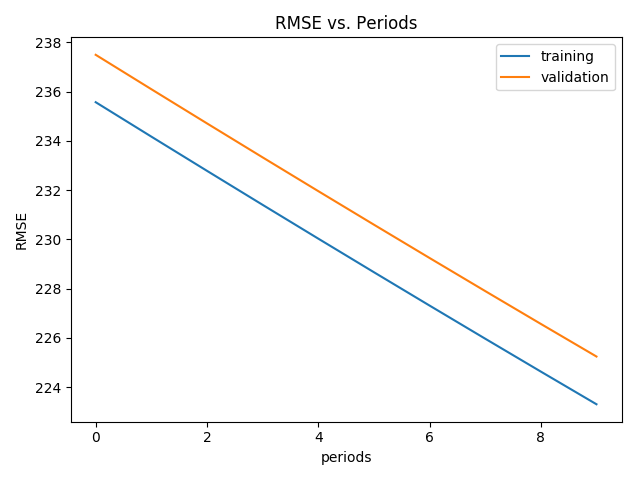 RMSE vs. Periods
training
validation
RMSE
238
236
234
232
230
228
226
224
0 2 4 6 8
periods